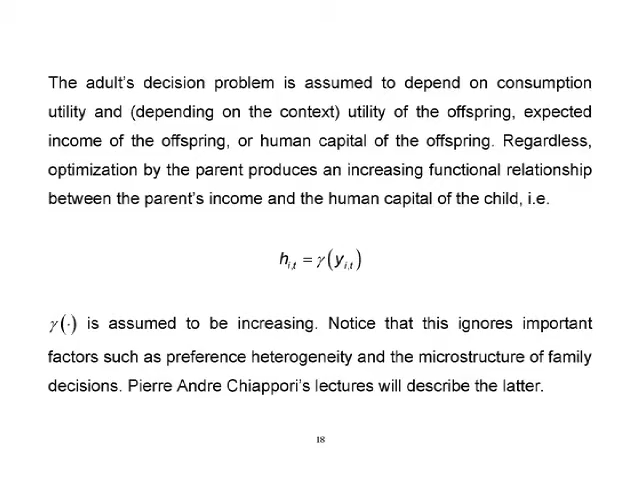 The adult's decision problem is assumed to depend on consumption
utility and (depending on the context) utility of the offspring, expected
income of the offspring, or human capital of the offspring. Regardless,
optimization by the parent produces an increasing functional relationship
between the parent's income and the human capital of the child, i.e.
h_{i,t} = γ(y_{i,t})
γ(·) is assumed to be increasing. Notice that this ignores important
factors such as preference heterogeneity and the microstructure of family
decisions. Pierre Andre Chiappori's lectures will describe the latter.
18